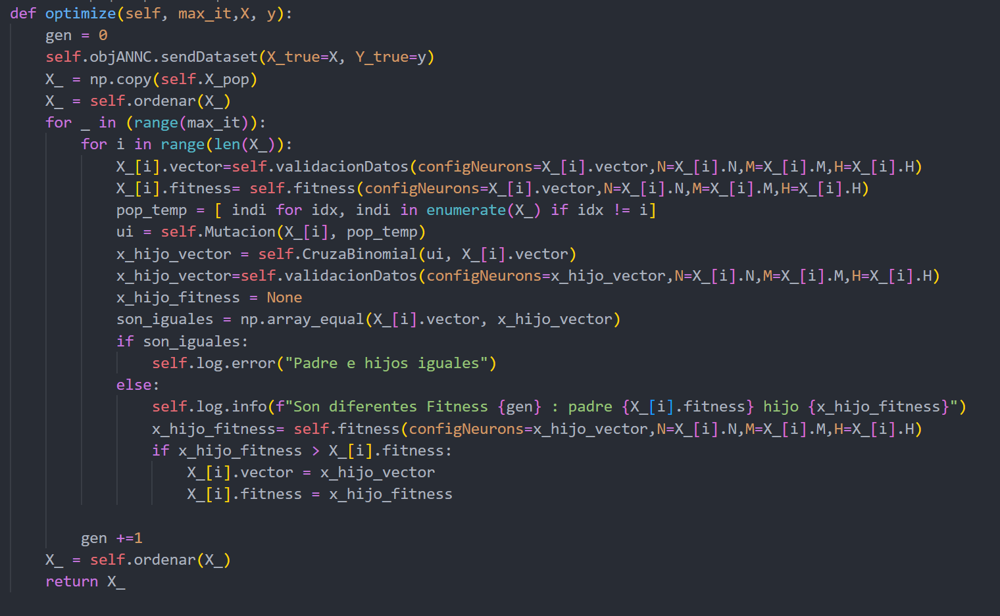 def optimize(self, max_it,X, y):
    gen = 0
    self.objANNC.sendDataset(X_true=X, Y_true=y)
    X_ = np.copy(self.X_pop)
    X_ = self.ordenar(X_)
    for _ in (range(max_it)):
        for i in range(len(X_)):
            X_[i].vector=self.validacionDatos(configNeurons=X_[i].vector,N=X_[i].N,M=X_[i].M,H=X_[i].H)
            X_[i].fitness= self.fitness(configNeurons=X_[i].vector,N=X_[i].N,M=X_[i].M,H=X_[i].H)
            pop_temp = [ indi for idx, indi in enumerate(X_) if idx != i]
            ui = self.Mutacion(X_[i], pop_temp)
            x_hijo_vector = self.CruzaBinomial(ui, X_[i].vector)
            x_hijo_vector=self.validacionDatos(configNeurons=x_hijo_vector,N=X_[i].N,M=X_[i].M,H=X_[i].H)
            x_hijo_fitness = None
            son_iguales = np.array_equal(X_[i].vector, x_hijo_vector)
            if son_iguales:
                self.log.error("Padre e hijos iguales")
            else:
                self.log.info(f"Son diferentes Fitness {gen} : padre {X_[i].fitness} hijo {x_hijo_fitness}")
                x_hijo_fitness= self.fitness(configNeurons=x_hijo_vector,N=X_[i].N,M=X_[i].M,H=X_[i].H)
                if x_hijo_fitness > X_[i].fitness:
                    X_[i].vector = x_hijo_vector
                    X_[i].fitness = x_hijo_fitness

        gen +=1
    X_ = self.ordenar(X_)
    return X_